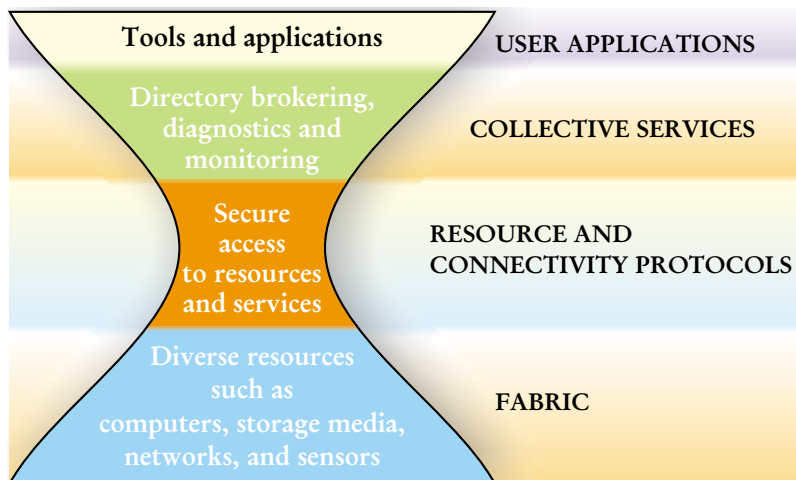 Tools and applications
USER APPLICATIONS
Directory brokering,
diagnostics and
monitoring
COLLECTIVE SERVICES
Secure
access
to resources
and services
RESOURCE AND
CONNECTIVITY PROTOCOLS
Diverse resources
such as
computers, storage media,
networks, and sensors
FABRIC